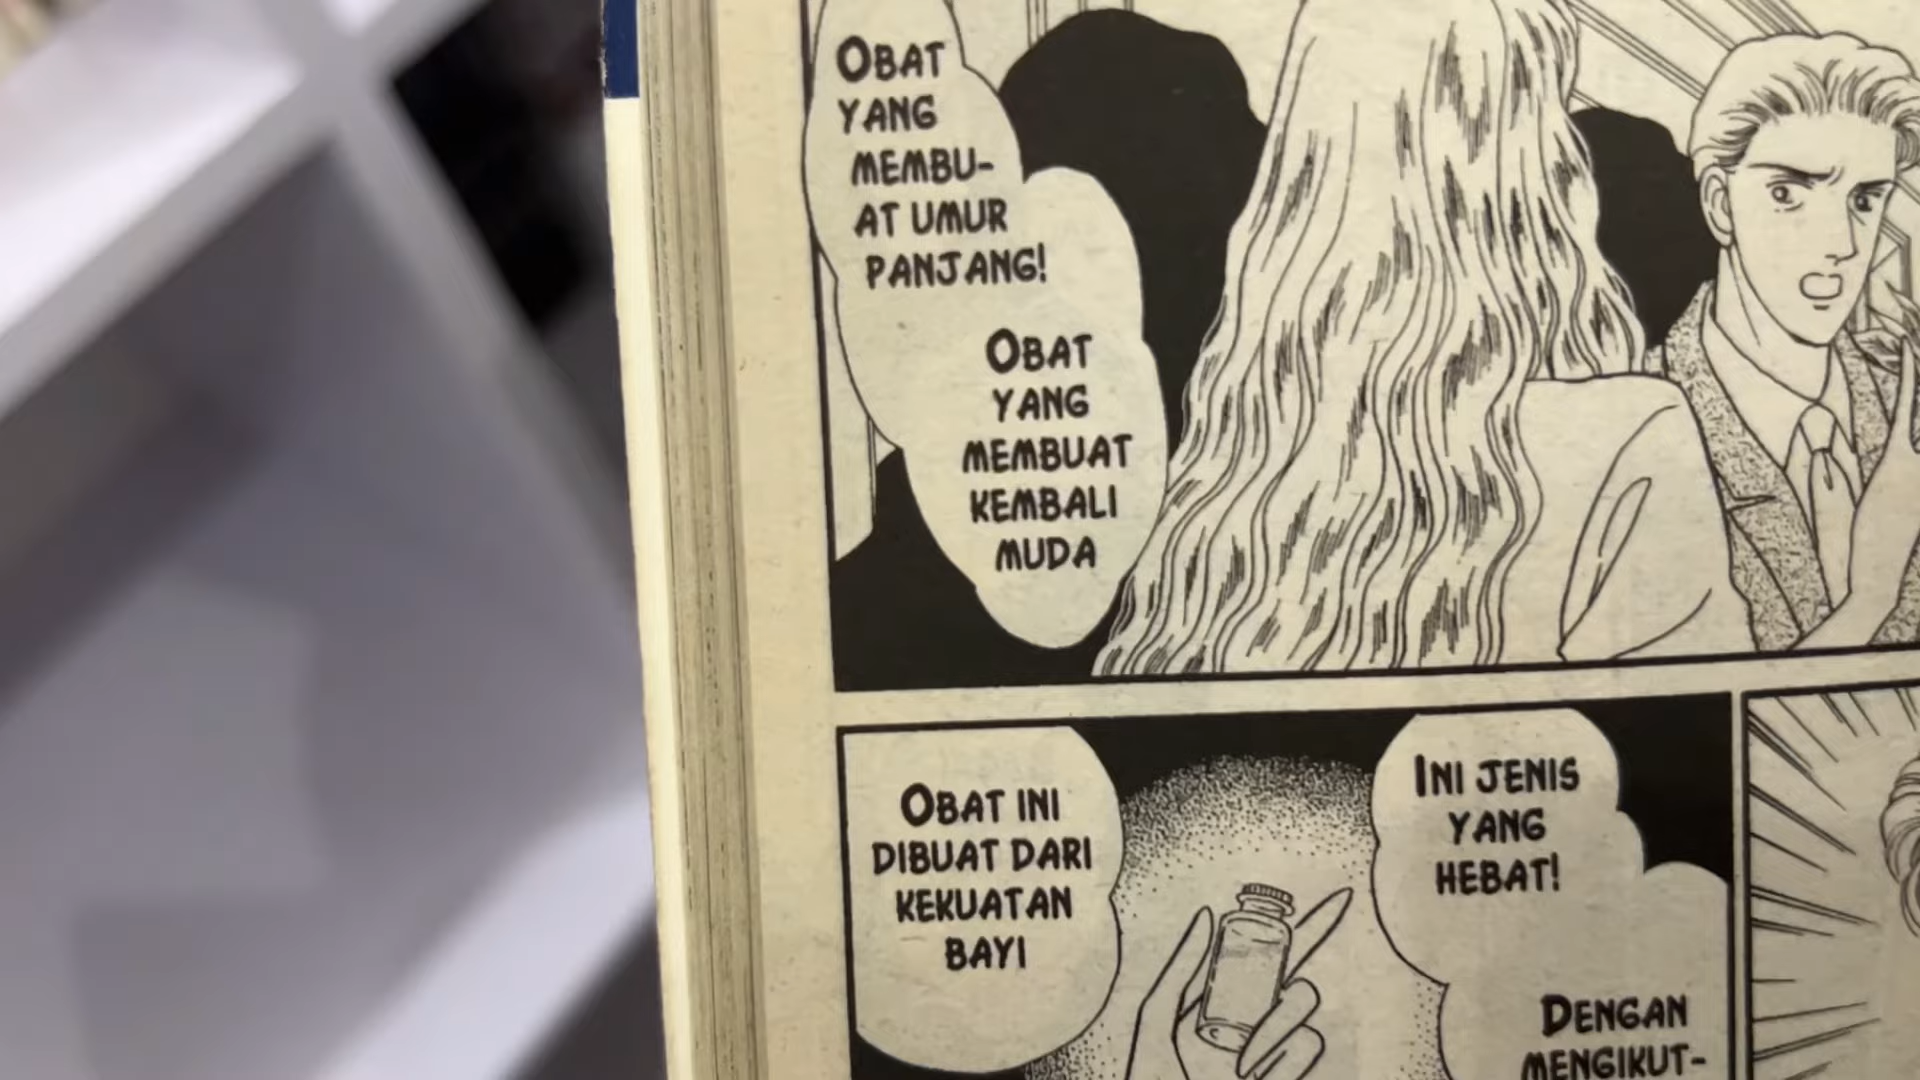 OBAT
YANG
MEMBU-
AT UMUR
PANJANG!
OBAT
YANG
MEMBUAT
KEMBALI
MUDA
INI JENIS
YANG
HEBAT!
DENGAN
MENGIKUT-
OBAT INI
DIBUAT DARI
KEKUATAN
BAYI